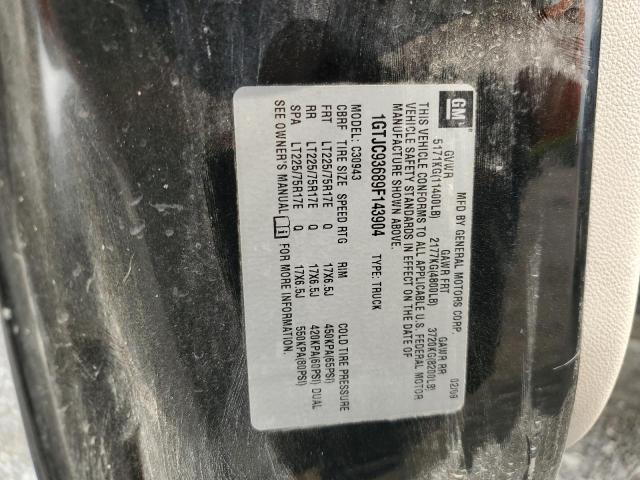 GM
MFD BY GENERAL MOTORS CORP. 02/09
GVWR GAWR FRT GAWR RR
5171KG(11400LB) 2177KG(4800LB) 3720KG(8200LB)
THIS VEHICLE CONFORMS TO ALL APPLICABLE U.S. FEDERAL MOTOR
VEHICLE SAFETY STANDARDS IN EFFECT ON THE DATE OF
MANUFACTURE SHOWN ABOVE.
1GTJC93689F143904 TYPE: TRUCK
MODEL: C30943
CBRF TIRE SIZE SPEED RTG RIM COLD TIRE PRESSURE
FRT LT225/75R17E Q 17X6.5J 450KPA(65PSI)
RR LT225/75R17E Q 17X6.5J 420KPA(60PSI) DUAL
SPA LT225/75R17E Q 17X6.5J 550KPA(80PSI)
SEE OWNER'S MANUAL FOR MORE INFORMATION.